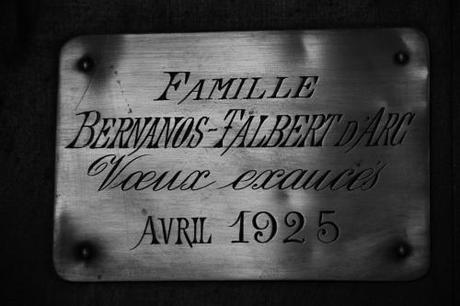 FAMILLE
BERNANOS-TALBERT D'ARC
Vœux exaucés
AVRIL 1925